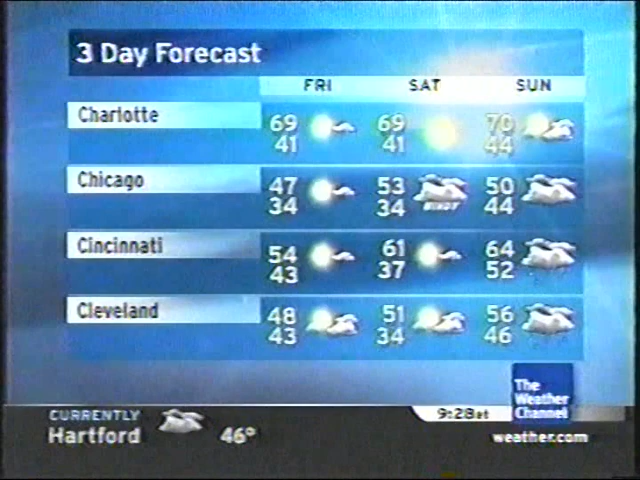 3 Day Forecast
FRI SAT SUN
Charlotte
69 69 70
41 41 44
Chicago
47 53 50
34 34 44
WINDY
Cincinnati
54 61 64
43 37 52
Cleveland
48 51 56
43 34 46
The
Weather
Channel
CURRENTLY
Hartford 46°
9:28et
weather.com